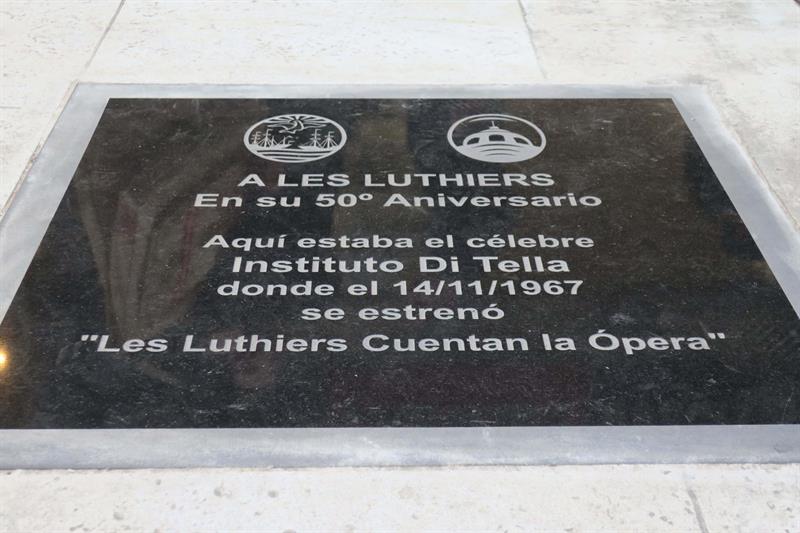 A LES LUTHIERS
En su 50º Aniversario
Aquí estaba el célebre
Instituto Di Tella
donde el 14/11/1967
se estrenó
"Les Luthiers Cuentan la Ópera"